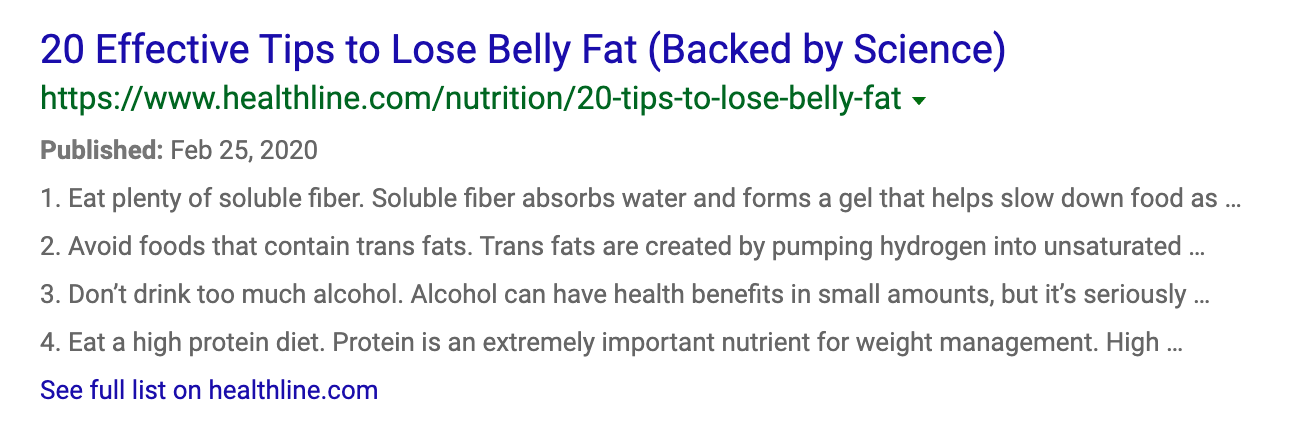 20 Effective Tips to Lose Belly Fat (Backed by Science)
https://www.healthline.com/nutrition/20-tips-to-lose-belly-fat
Published: Feb 25, 2020
1. Eat plenty of soluble fiber. Soluble fiber absorbs water and forms a gel that helps slow down food as ...
2. Avoid foods that contain trans fats. Trans fats are created by pumping hydrogen into unsaturated ...
3. Don’t drink too much alcohol. Alcohol can have health benefits in small amounts, but it’s seriously ...
4. Eat a high protein diet. Protein is an extremely important nutrient for weight management. High ...
See full list on healthline.com